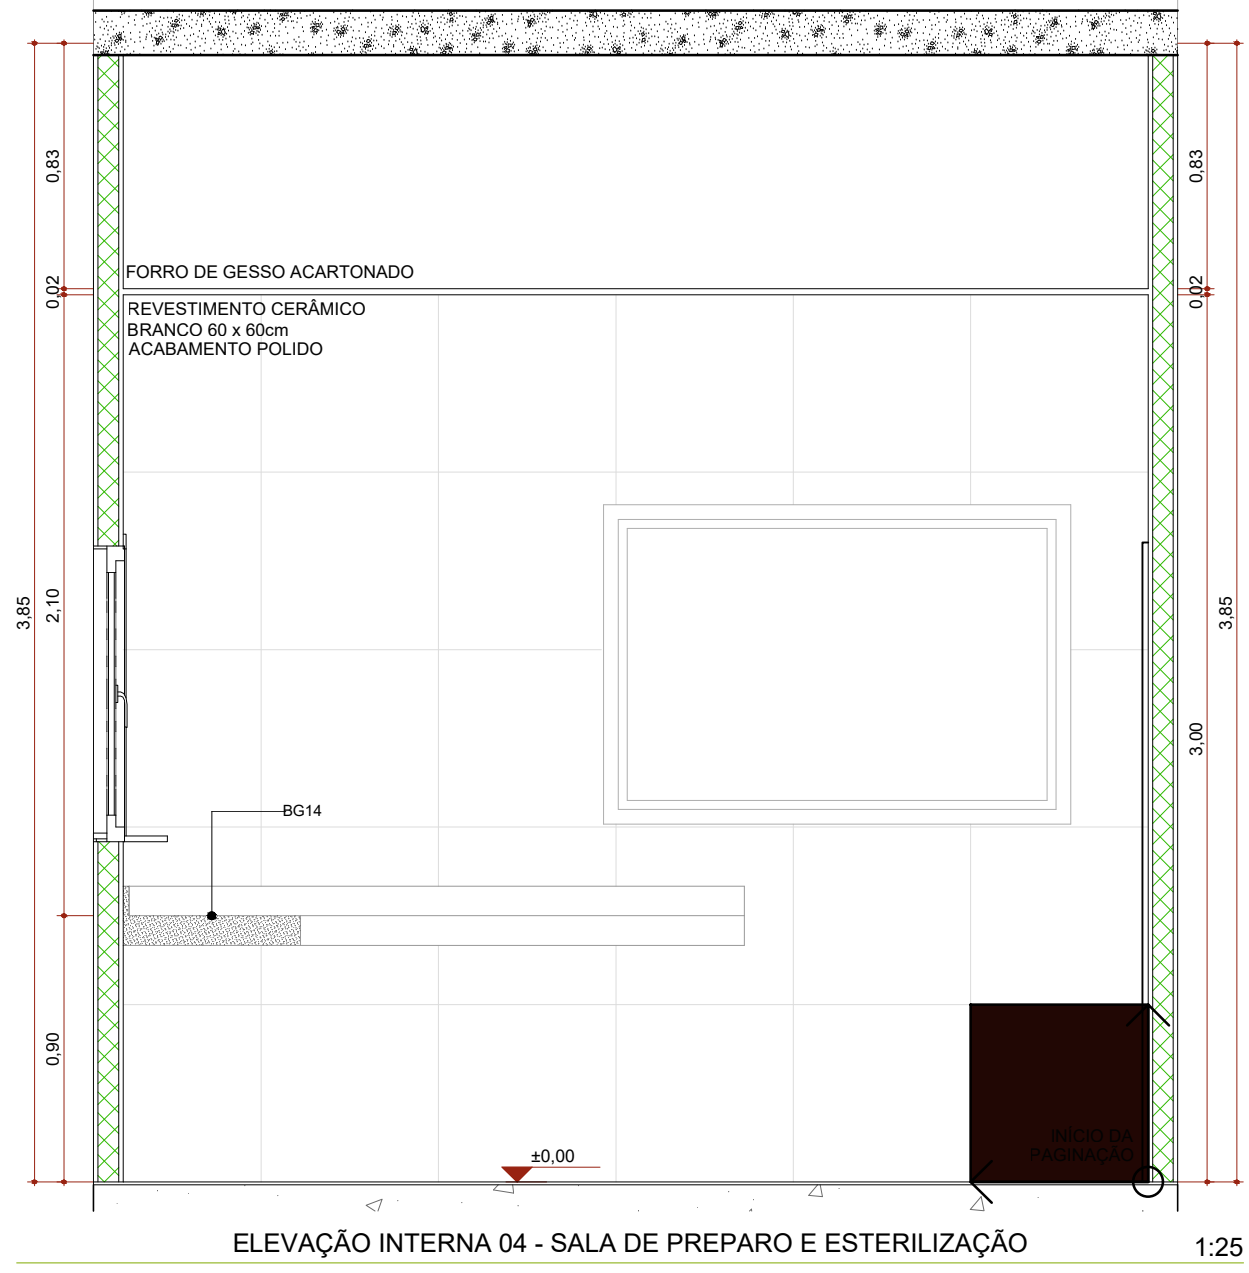 0,83
0,83
FORRO DE GESSO ACARTONADO
0,02
0,02
REVESTIMENTO CERÂMICO
BRANCO 60 x 60cm
ACABAMENTO POLIDO
3,85
2,10
3,85
3,00
BG14
0,90
INÍCIO DA
PAGINAÇÃO
±0,00
ELEVAÇÃO INTERNA 04 - SALA DE PREPARO E ESTERILIZAÇÃO
1:25